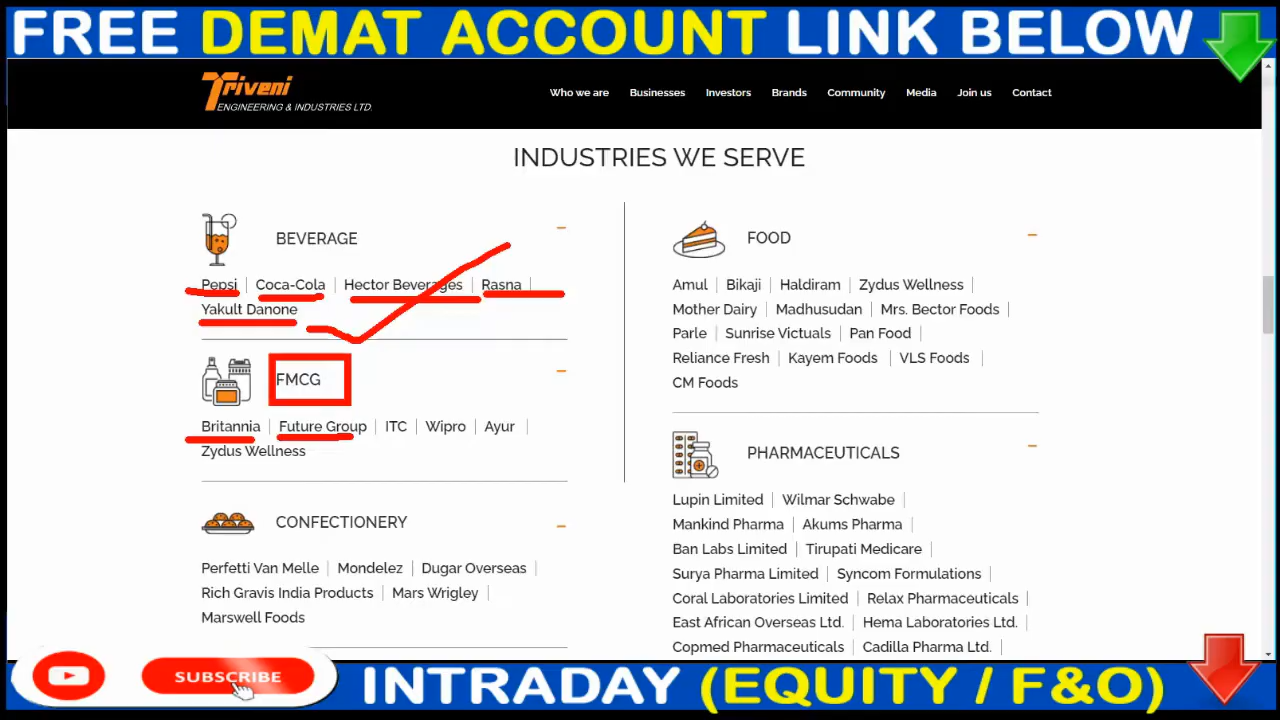 FREE DEMAT ACCOUNT LINK BELOW
Triveni
ENGINEERING & INDUSTRIES LTD.
Who we are Businesses Investors Brands Community Media Join us Contact
INDUSTRIES WE SERVE
BEVERAGE
Pepsi | Coca-Cola | Hector Beverages | Rasna |
Yakult Danone
FMCG
Britannia | Future Group | ITC | Wipro | Ayur |
Zydus Wellness
CONFECTIONERY
Perfetti Van Melle | Mondelez | Dugar Overseas |
Rich Gravis India Products | Mars Wrigley |
Marswell Foods
FOOD
Amul | Bikaji | Haldiram | Zydus Wellness |
Mother Dairy | Madhusudan | Mrs. Bector Foods |
Parle | Sunrise Victuals | Pan Food |
Reliance Fresh | Kayem Foods | VLS Foods |
CM Foods
PHARMACEUTICALS
Lupin Limited | Wilmar Schwabe |
Mankind Pharma | Akums Pharma |
Ban Labs Limited | Tirupati Medicare |
Surya Pharma Limited | Syncom Formulations |
Coral Laboratories Limited | Relax Pharmaceuticals |
East African Overseas Ltd. | Hema Laboratories Ltd. |
Copmed Pharmaceuticals | Cadilla Pharma Ltd. |
SUBSCRIBE
INTRADAY (EQUITY / F&O)